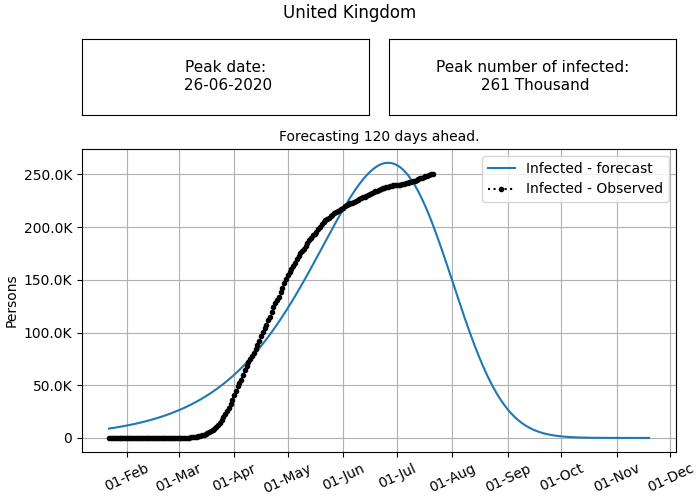 United Kingdom
Peak date:
26-06-2020
Peak number of infected:
261 Thousand
Forecasting 120 days ahead.
Infected - forecast
Infected - Observed
Persons
250.0K
200.0K
150.0K
100.0K
50.0K
0
01-Feb
01-Mar
01-Apr
01-May
01-Jun
01-Jul
01-Aug
01-Sep
01-Oct
01-Nov
01-Dec